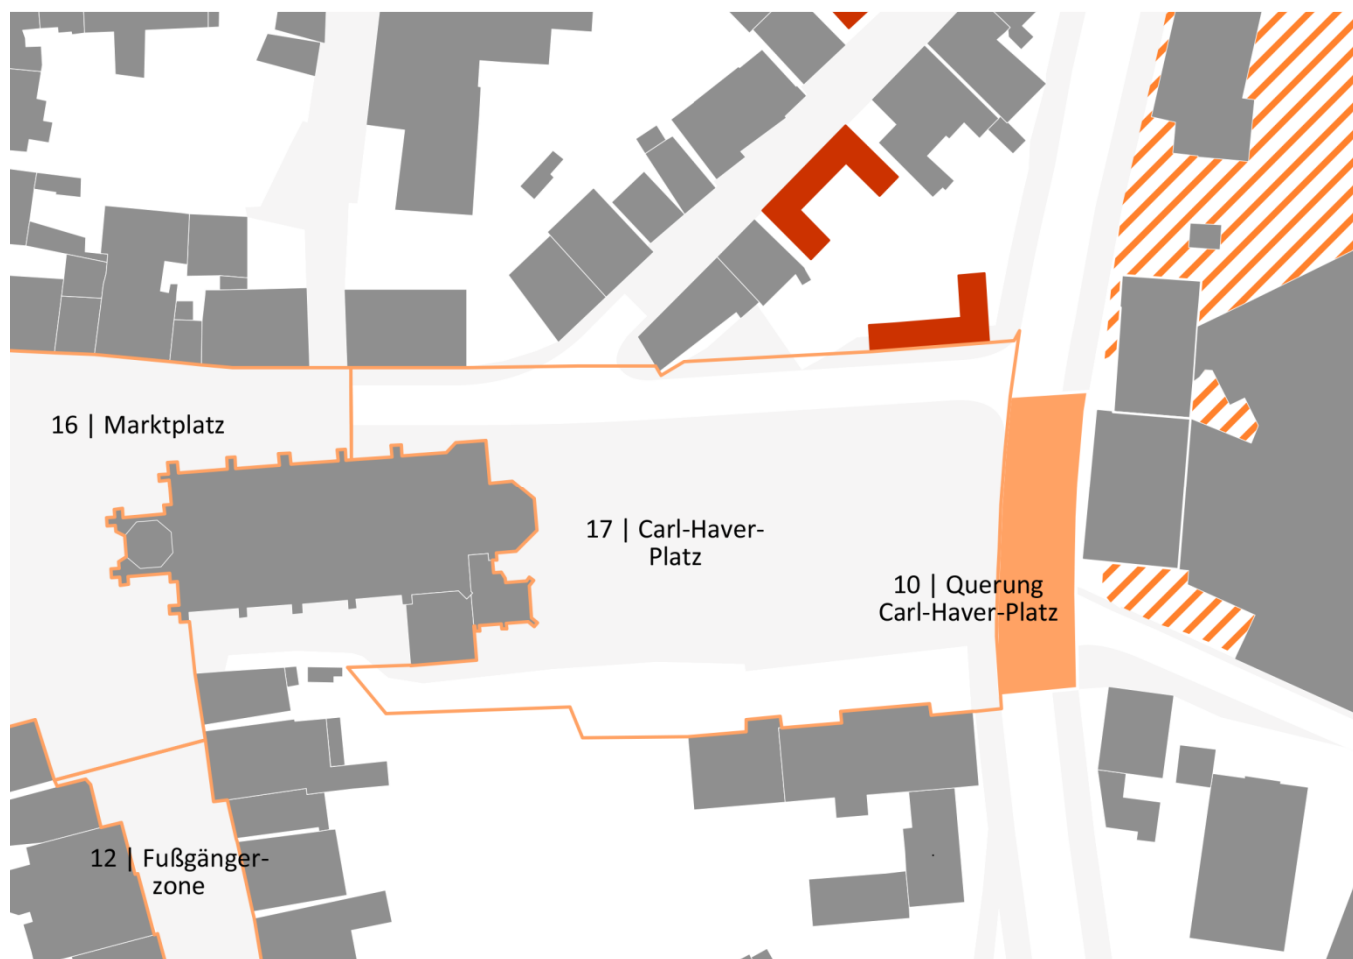 16 | Marktplatz
17 | Carl-Haver-
Platz
10 | Querung
Carl-Haver-Platz
12 | Fußgänger-
zone